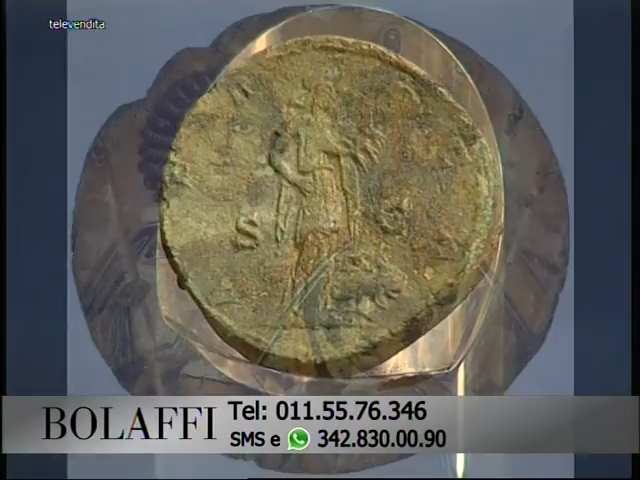 televendita
S
BOLAFFI
Tel: 011.55.76.346
SMS e 342.830.00.90